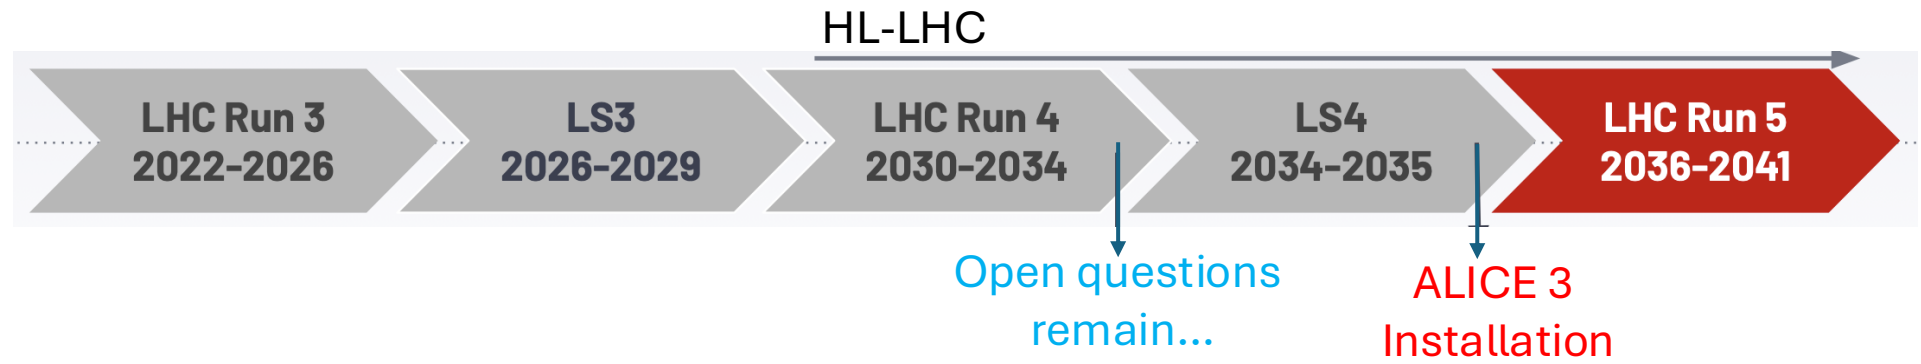 HL-LHC
LHC Run 3
2022-2026
LS3
2026-2029
LHC Run 4
2030-2034
LS4
2034-2035
LHC Run 5
2036-2041
Open questions
remain...
ALICE 3
Installation